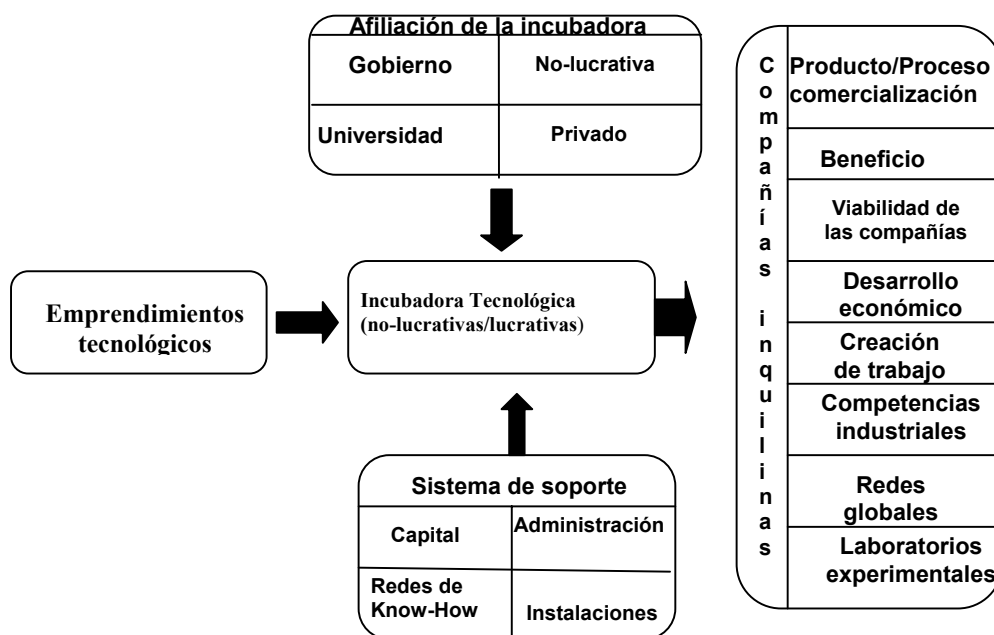 Afiliación de la incubadora
Gobierno
No-lucrativa
Universidad
Privado
Emprendimientos
tecnológicos
Incubadora Tecnológica
(no-lucrativas/lucrativas)
Sistema de soporte
Capital
Administración
Redes de
Know-How
Instalaciones
Compañías inquilinas
Producto/Proceso
comercialización
Beneficio
Viabilidad de
las compañías
Desarrollo
económico
Creación
de trabajo
Competencias
industriales
Redes
globales
Laboratorios
experimentales